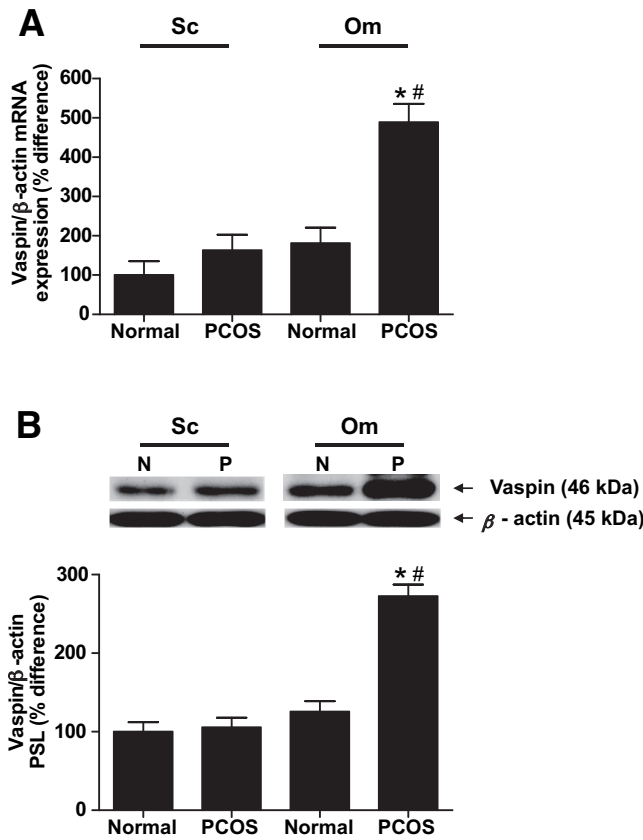 A
Sc Om
Vaspin/β-actin mRNA
expression (% difference)
600
500
400
300
200
100
0
* #
Normal PCOS Normal PCOS
B
Sc Om
N P N P
Vaspin (46 kDa)
β - actin (45 kDa)
Vaspin/β-actin
PSL (% difference)
300
200
100
0
* #
Normal PCOS Normal PCOS